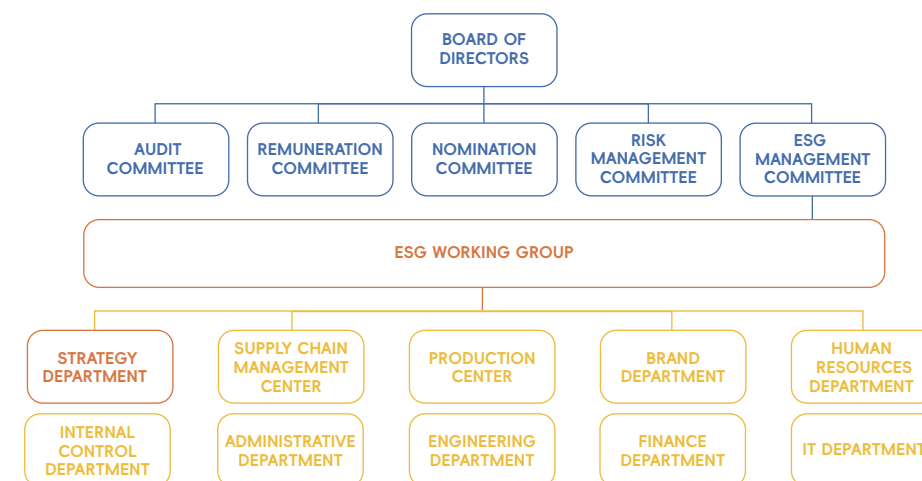 BOARD OF
DIRECTORS
AUDIT
COMMITTEE
REMUNERATION
COMMITTEE
NOMINATION
COMMITTEE
RISK
MANAGEMENT
COMMITTEE
ESG
MANAGEMENT
COMMITTEE
ESG WORKING GROUP
STRATEGY
DEPARTMENT
SUPPLY CHAIN
MANAGEMENT
CENTER
PRODUCTION
CENTER
BRAND
DEPARTMENT
HUMAN
RESOURCES
DEPARTMENT
INTERNAL
CONTROL
DEPARTMENT
ADMINISTRATIVE
DEPARTMENT
ENGINEERING
DEPARTMENT
FINANCE
DEPARTMENT
IT DEPARTMENT